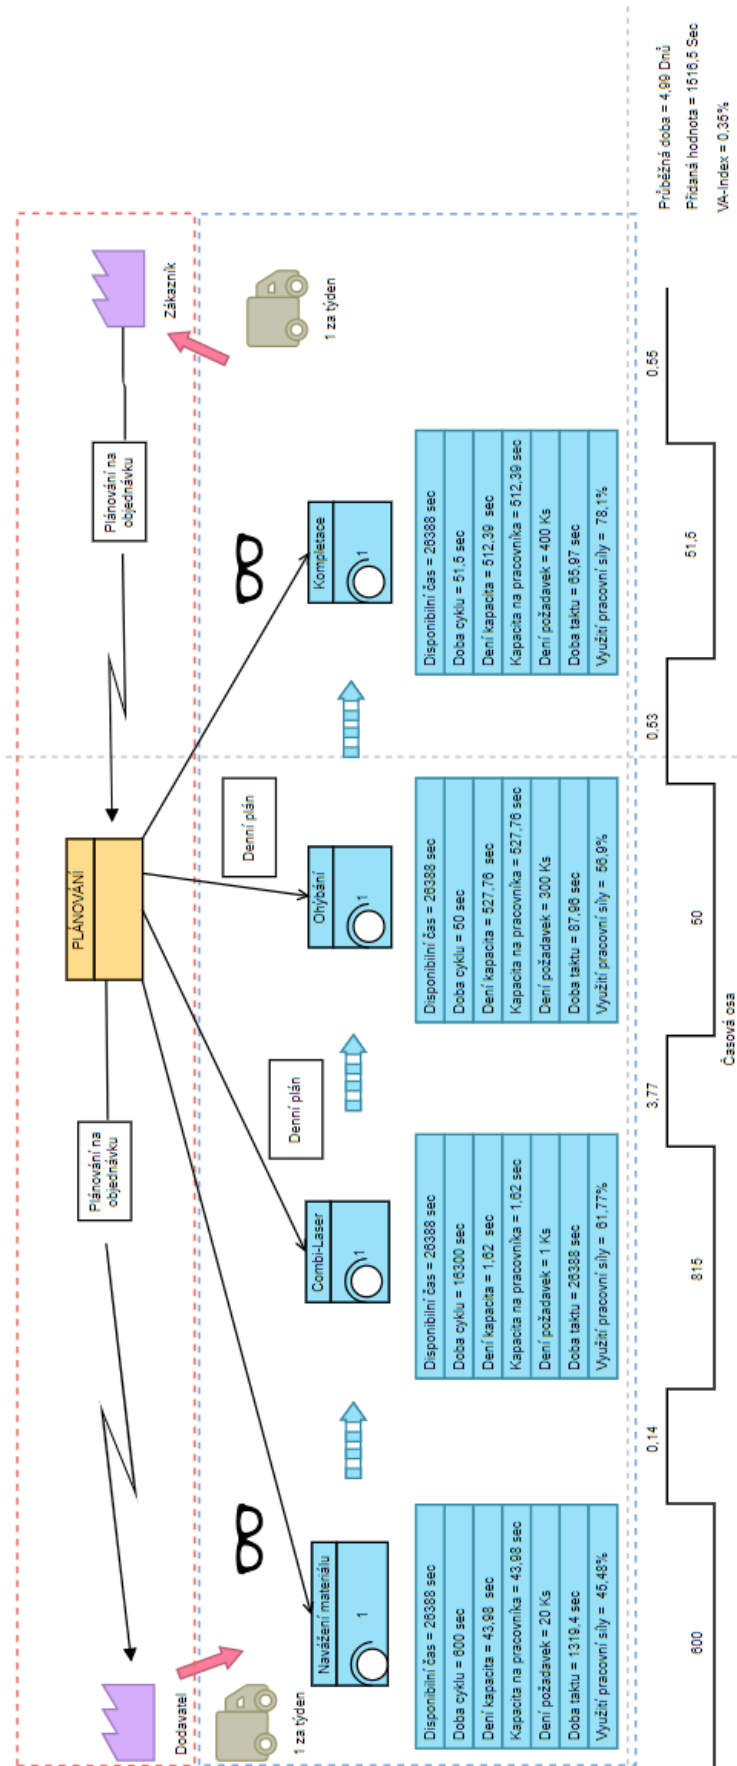 Dodavatel
Plánování na
objednávku
PLÁNOVÁNÍ
Plánování na
objednávku
Zákazník
1 za týden
Denní plán
Denní plán
1 za týden
Navážení materiálu
1
Combi-Laser
1
Ohýbání
1
Kompletace
1
Disponibilní čas = 26388 sec
Doba cyklu = 600 sec
Dení kapacita = 43,98 sec
Kapacita na pracovníka = 43,98 sec
Dení požadavek = 20 Ks
Doba taktu = 1319,4 sec
Využití pracovní síly = 45,48%
Disponibilní čas = 26388 sec
Doba cyklu = 16300 sec
Dení kapacita = 1,62 sec
Kapacita na pracovníka = 1,62 sec
Dení požadavek = 1 Ks
Doba taktu = 26388 sec
Využití pracovní síly = 61,77%
Disponibilní čas = 26388 sec
Doba cyklu = 50 sec
Dení kapacita = 527,76 sec
Kapacita na pracovníka = 527,76 sec
Dení požadavek = 300 Ks
Doba taktu = 87,96 sec
Využití pracovní síly = 56,9%
Disponibilní čas = 26388 sec
Doba cyklu = 51,5 sec
Dení kapacita = 512,39 sec
Kapacita na pracovníka = 512,39 sec
Dení požadavek = 400 Ks
Doba taktu = 65,97 sec
Využití pracovní síly = 78,1%
600
0,14
815
3,77
50
0,53
51,5
0,55
Časová osa
Průběžná doba = 4,99 Dnů
Přidaná hodnota = 1516,5 Sec
VA-Index = 0,35%